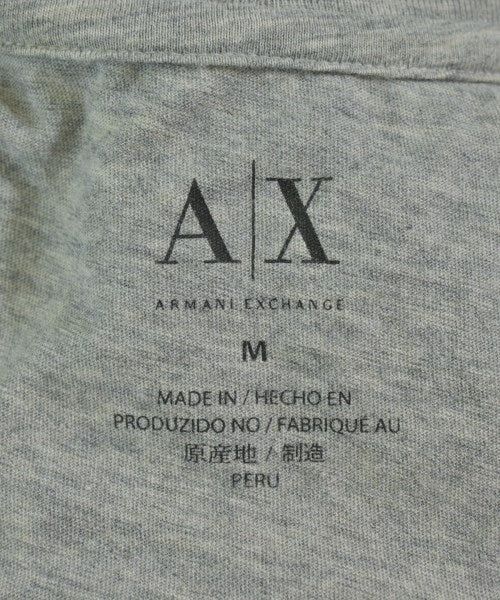 A|X
ARMANI EXCHANGE
M
MADE IN / HECHO EN
PRODUZIDO NO / FABRIQUÉ AU
原産地 / 制造
PERU